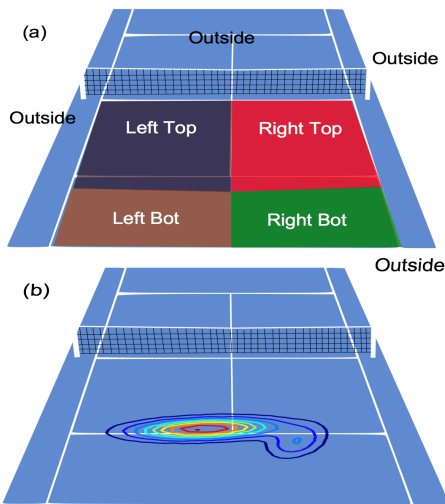 (a)
Outside
Outside
Outside
Left Top
Right Top
Left Bot
Right Bot
Outside
(b)